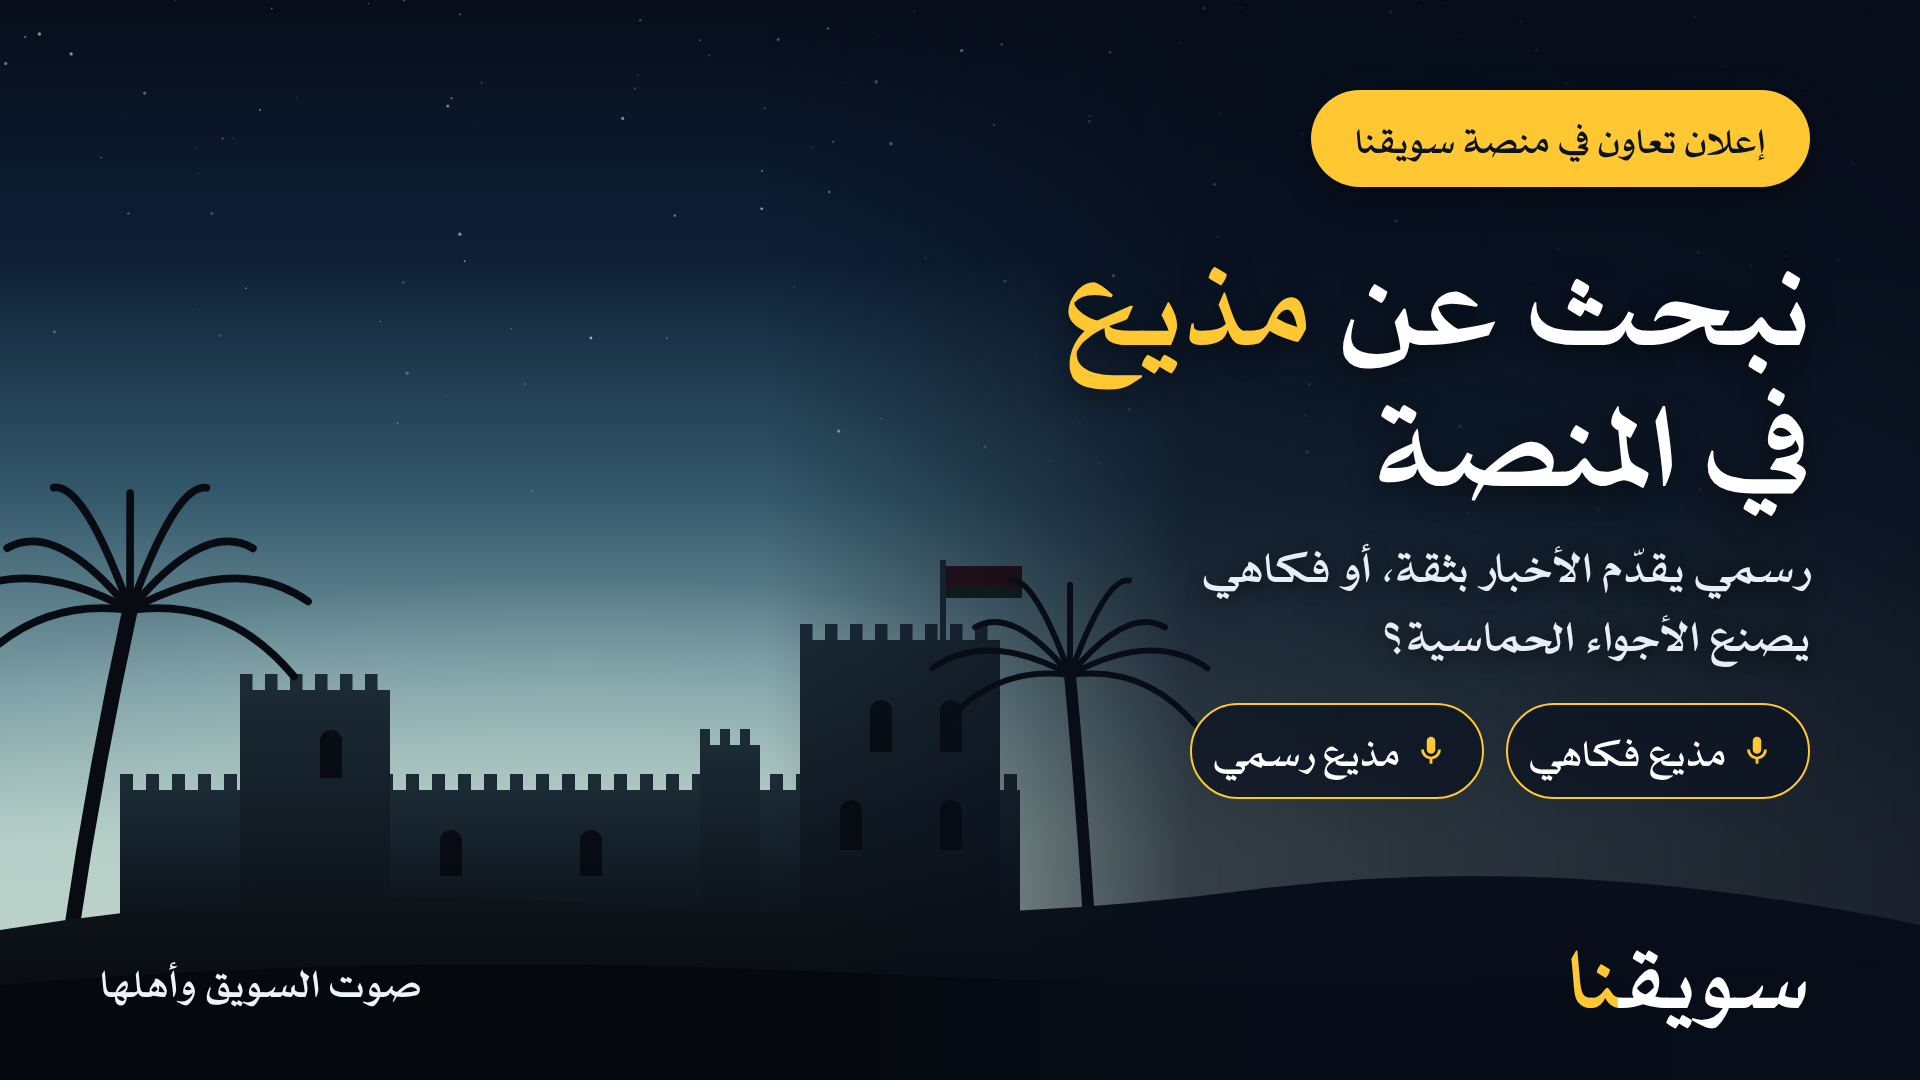 إعلان تعاون في منصة سويقنا
نبحث عن مذيع
في المنصة
رسمي يقدّم الأخبار بثقة، أو فكاهي
يصنع الأجواء الحماسية؟
مذيع فكاهي
مذيع رسمي
سويقنا
صوت السويق وأهلها